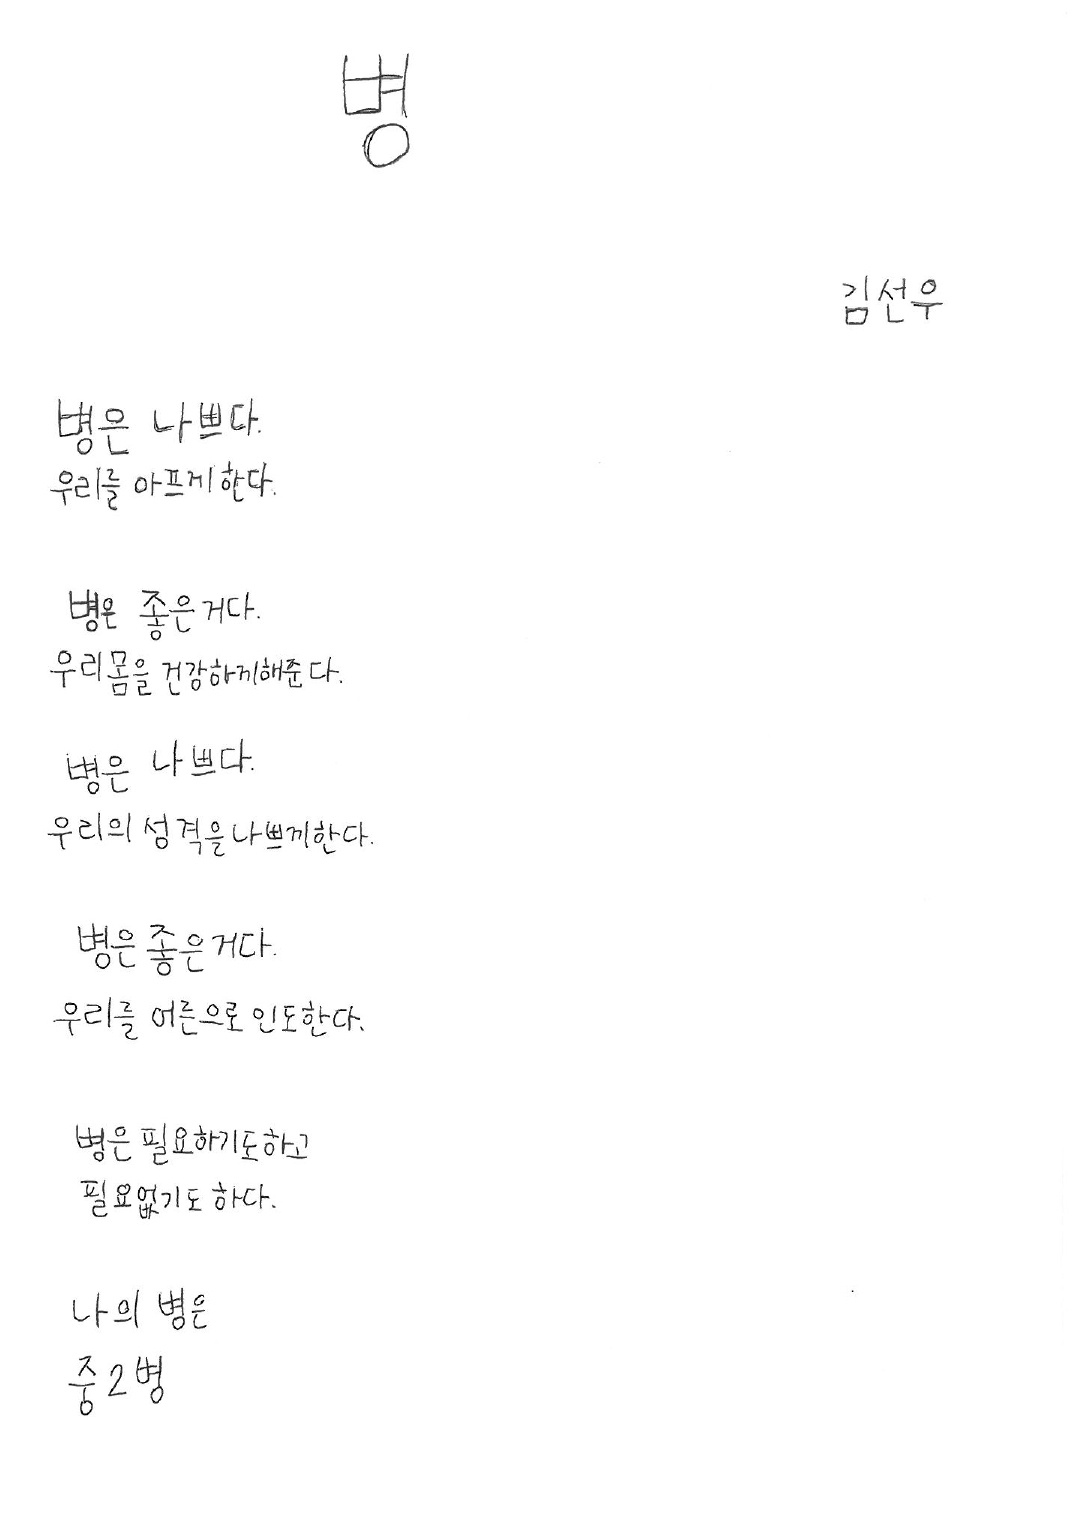 병
김선우
병은 나쁘다.
우리를 아프게 한다.
병은 좋은거다.
우리몸을 건강하게해준다.
병은 나쁘다.
우리의 성격을 나쁘게한다.
병은 좋은거다.
우리를 어른으로 인도한다.
병은 필요하기도하고
필요없기도 하다.
나의 병은
중2병